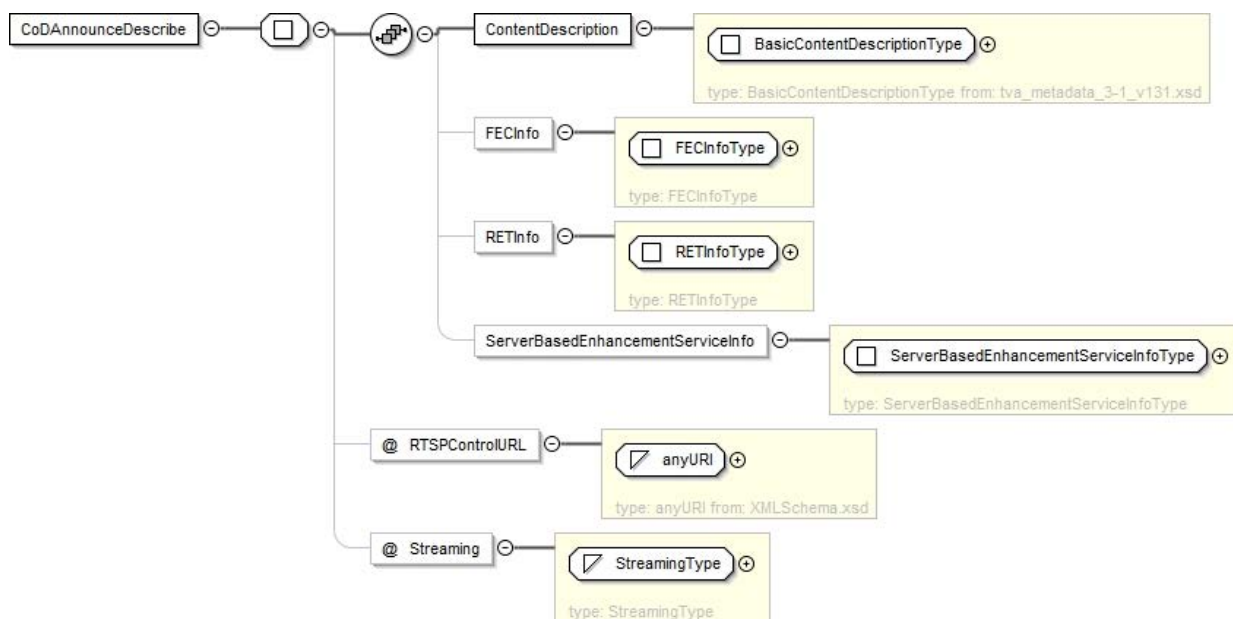 CoDAnnounceDescribe
ContentDescription
BasicContentDescriptionType
type: BasicContentDescriptionType from: tva_metadata_3-1_v131.xsd
FECInfo
FECInfoType
type: FECInfoType
RETInfo
RETInfoType
type: RETInfoType
ServerBasedEnhancementServiceInfo
ServerBasedEnhancementServiceInfoType
type: ServerBasedEnhancementServiceInfoType
@ RTSPControlURL
anyURI
type: anyURI from: XMLSchema.xsd
@ Streaming
StreamingType
type: StreamingType